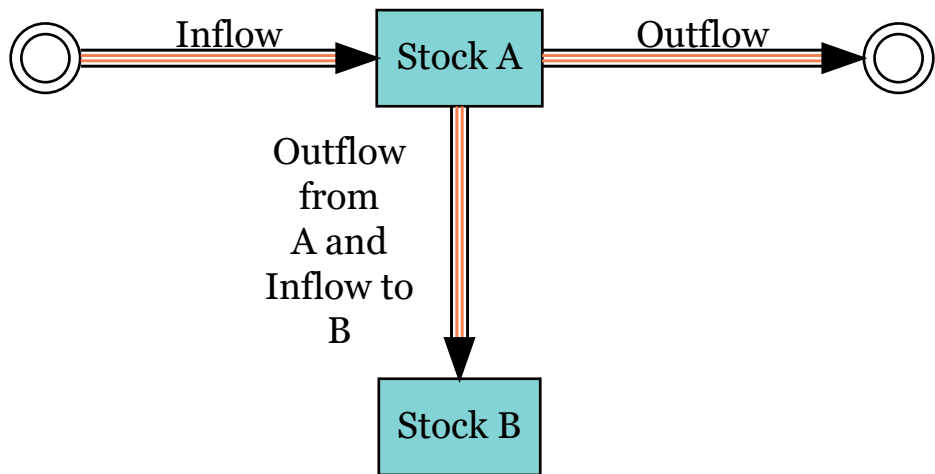 Inflow
Stock A
Outflow
Outflow
from
A and
Inflow to
B
Stock B